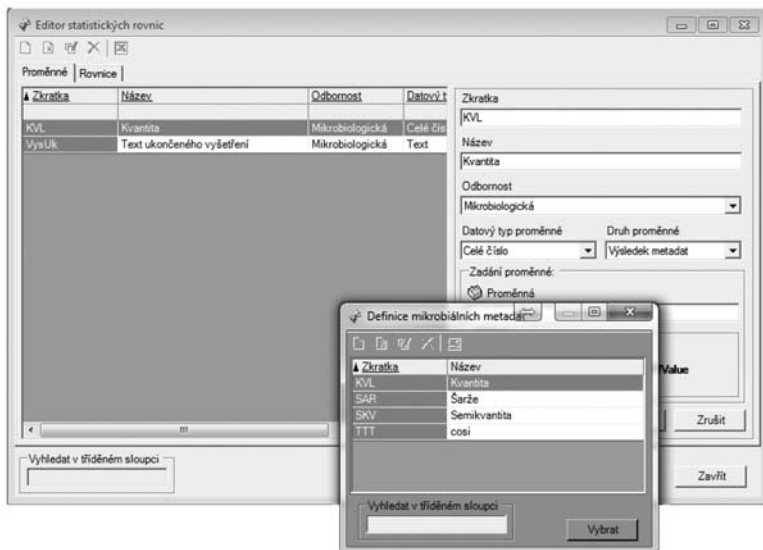 Editor statistických rovnic
Proměnné Rovnice
Zkratka Název Odbornost Datový t
KVL Kvantita Mikrobiologická Celé čís
VysUk Text ukončeného vyšetření Mikrobiologická Text
Zkratka
KVL
Název
Kvantita
Odbornost
Mikrobiologická
Datový typ proměnné Druh proměnné
Celé číslo Výsledek metadat
Zadání proměnné:
Proměnná
/Value
Zrušit
Vyhledat v tříděném sloupci
Zavřít
Definice mikrobiálních metadat
Zkratka Název
KVL Kvantita
SAR Šarže
SKV Semikvantita
TTT cosi
Vyhledat v tříděném sloupci
Vybrat